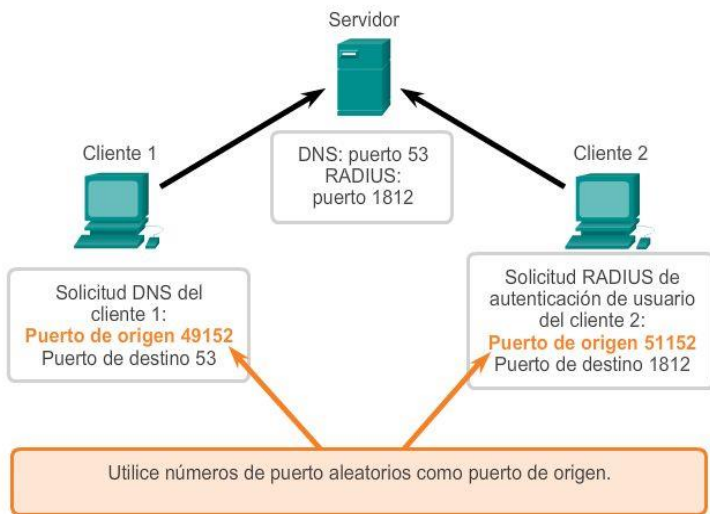 Servidor
Cliente 1
DNS: puerto 53
RADIUS:
puerto 1812
Cliente 2
Solicitud DNS del
cliente 1:
Puerto de origen 49152
Puerto de destino 53
Solicitud RADIUS de
autenticación de usuario
del cliente 2:
Puerto de origen 51152
Puerto de destino 1812
Utilice números de puerto aleatorios como puerto de origen.